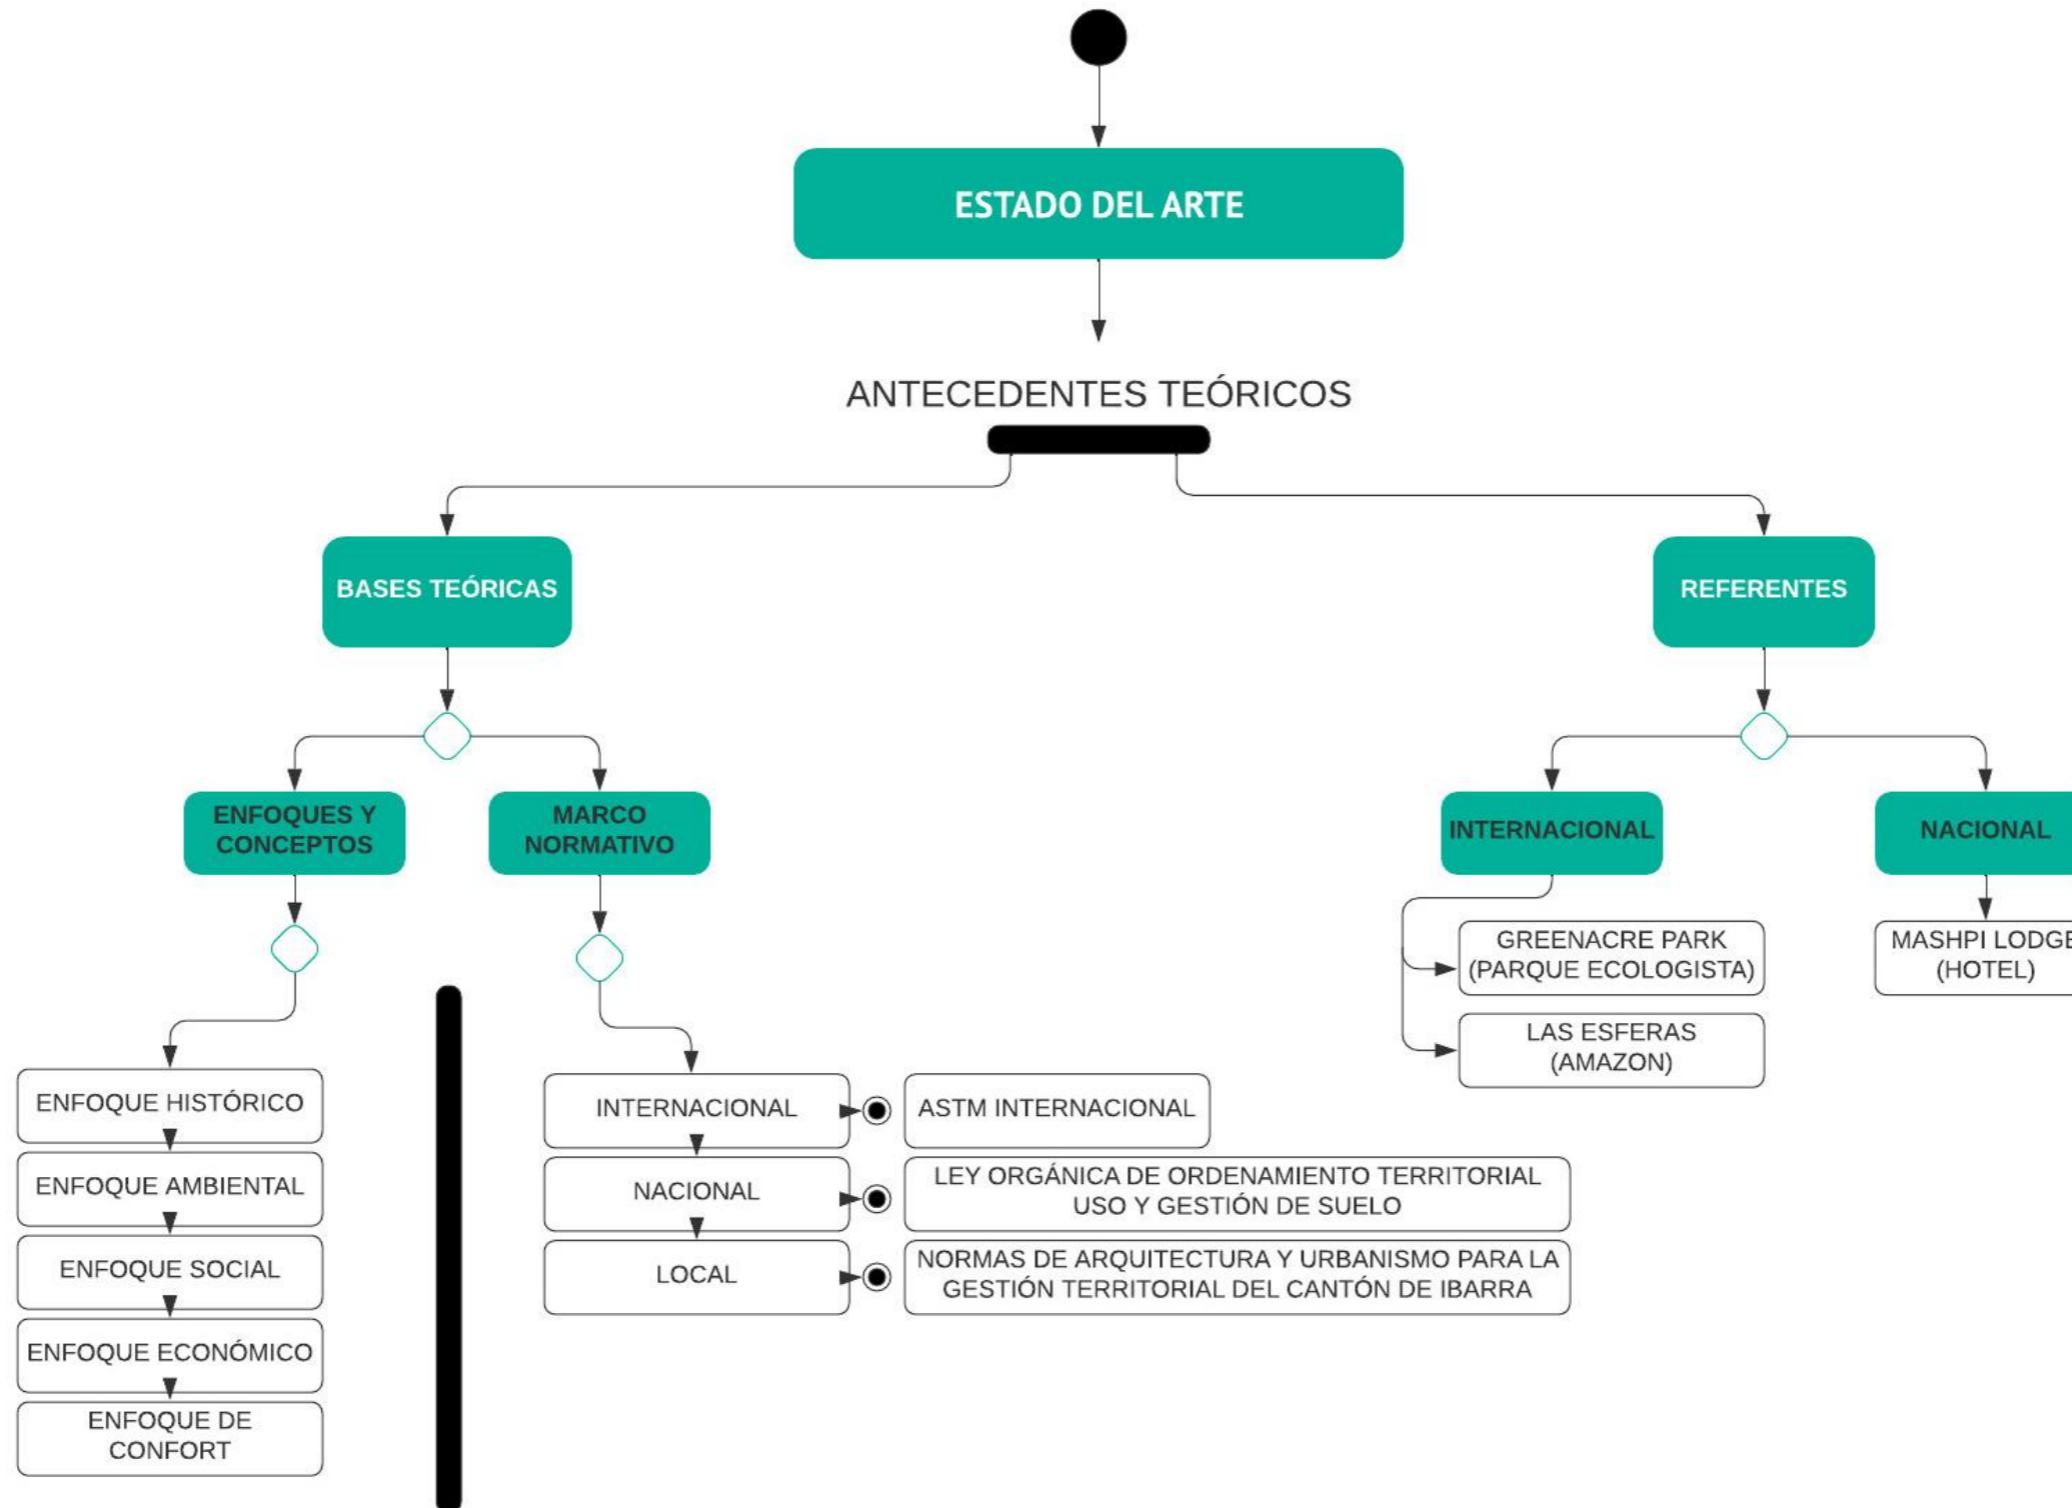 ESTADO DEL ARTE
ANTECEDENTES TEÓRICOS
BASES TEÓRICAS
REFERENTES
ENFOQUES Y
CONCEPTOS
MARCO
NORMATIVO
INTERNACIONAL
NACIONAL
GREENACRE PARK
(PARQUE ECOLOGISTA)
MASHPI LODGE
(HOTEL)
LAS ESFERAS
(AMAZON)
ENFOQUE HISTÓRICO
ENFOQUE AMBIENTAL
ENFOQUE SOCIAL
ENFOQUE ECONÓMICO
ENFOQUE DE
CONFORT
INTERNACIONAL
ASTM INTERNACIONAL
NACIONAL
LEY ORGÁNICA DE ORDENAMIENTO TERRITORIAL
USO Y GESTIÓN DE SUELO
LOCAL
NORMAS DE ARQUITECTURA Y URBANISMO PARA LA
GESTIÓN TERRITORIAL DEL CANTÓN DE IBARRA